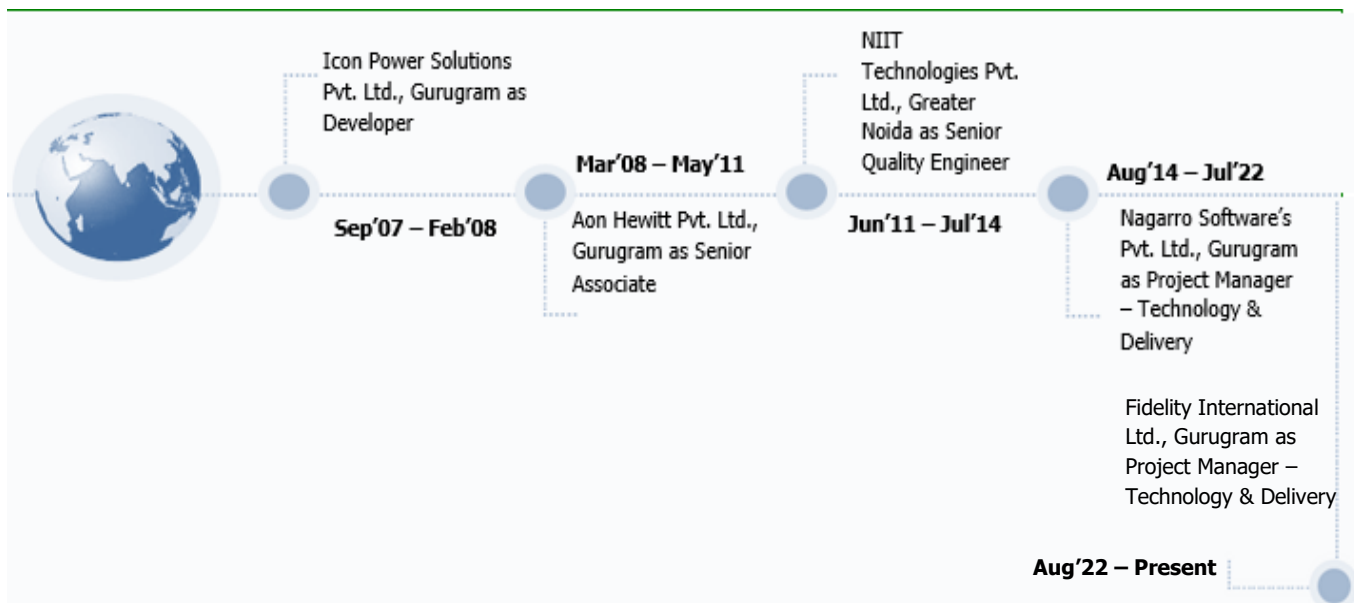 Icon Power Solutions
Pvt. Ltd., Gurugram as
Developer
Sep’07 – Feb’08
Mar’08 – May’11
Aon Hewitt Pvt. Ltd.,
Gurugram as Senior
Associate
NIIT
Technologies Pvt.
Ltd., Greater
Noida as Senior
Quality Engineer
Jun’11 – Jul’14
Aug’14 – Jul’22
Nagarro Software’s
Pvt. Ltd., Gurugram
as Project Manager
– Technology &
Delivery
Fidelity International
Ltd., Gurugram as
Project Manager –
Technology & Delivery
Aug’22 – Present